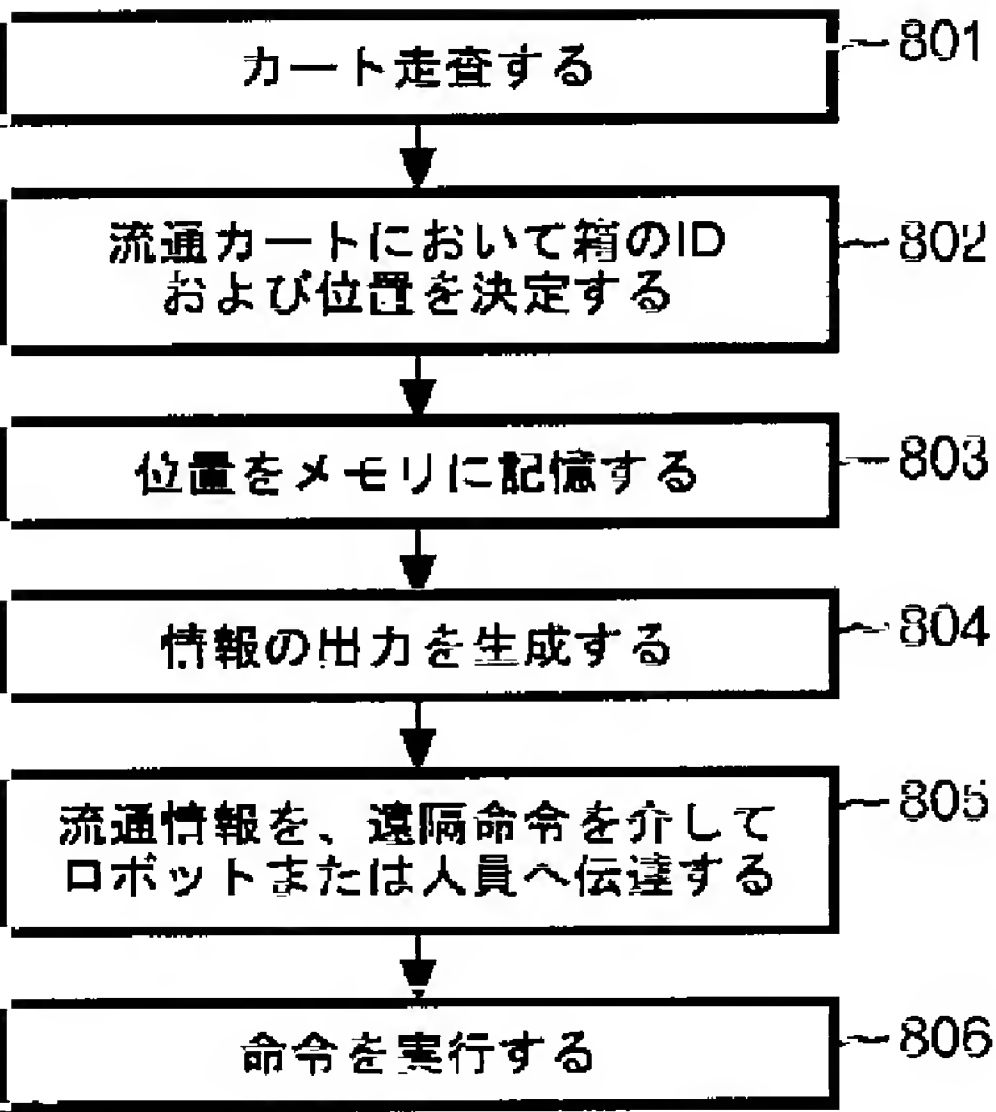 カート走査する
801
流通カートにおいて箱のID
および位置を決定する
802
位置をメモリに記憶する
803
情報の出力を生成する
804
流通情報を、遠隔命令を介して
ロボットまたは人員へ伝達する
805
命令を実行する
806